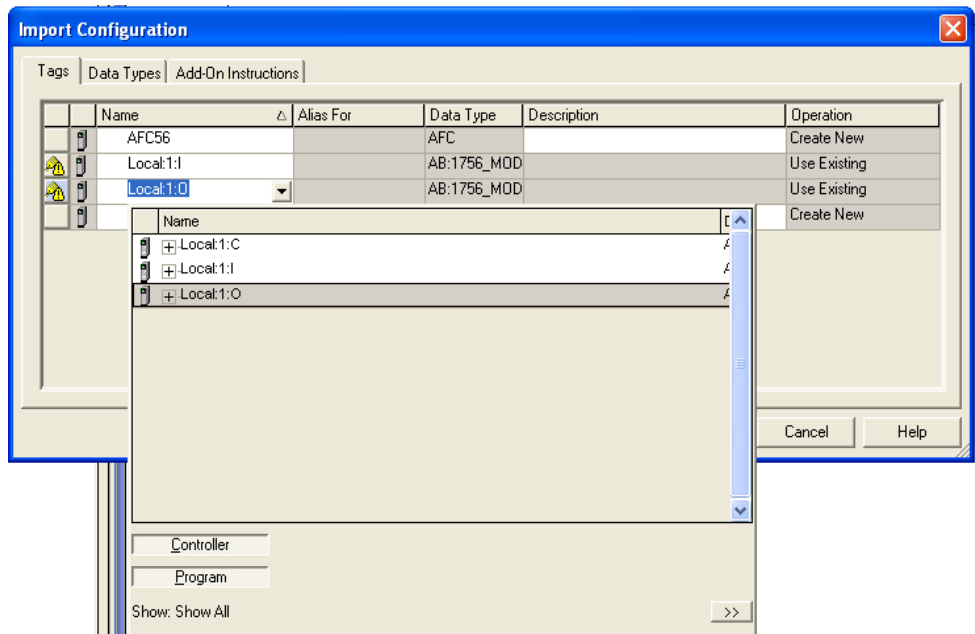 Import Configuration
Tags Data Types Add-On Instructions
Name Alias For Data Type Description Operation
AFC56 AFC Create New
Local:1:I AB:1756_MOD Use Existing
Local:1:O AB:1756_MOD Use Existing
Create New
Name
Local:1:C
Local:1:I
Local:1:O
Cancel Help
Controller
Program
Show: Show All >>